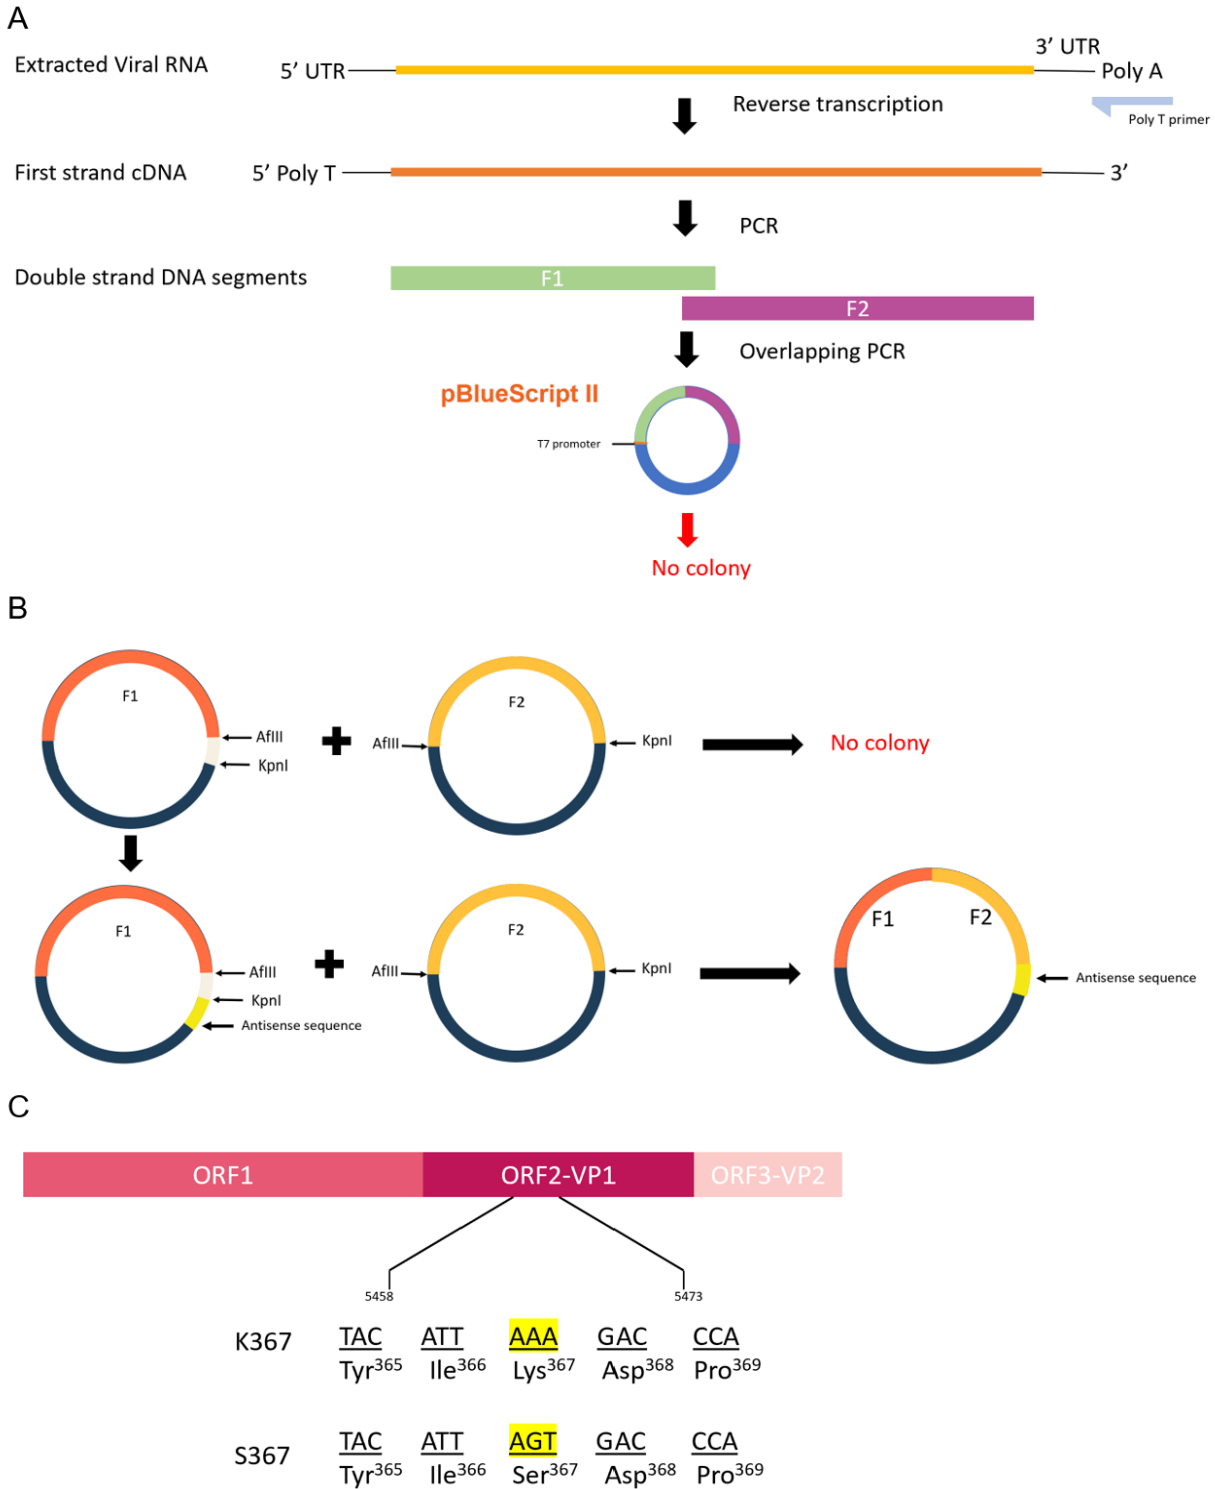 A
Extracted Viral RNA
5’ UTR
3’ UTR
Poly A
Reverse transcription
Poly T primer
First strand cDNA
5’ Poly T
3’
PCR
Double strand DNA segments
F1
F2
Overlapping PCR
pBlueScript II
T7 promoter
No colony
B
F1
AflII
KpnI
AflII
F2
KpnI
No colony
F1
AflII
KpnI
Antisense sequence
AflII
F2
KpnI
F1
F2
Antisense sequence
C
ORF1
ORF2-VP1
ORF3-VP2
5458
5473
K367
TAC ATT AAA GAC CCA
Tyr³⁶⁵ Ile³⁶⁶ Lys³⁶⁷ Asp³⁶⁸ Pro³⁶⁹
S367
TAC ATT AGT GAC CCA
Tyr³⁶⁵ Ile³⁶⁶ Ser³⁶⁷ Asp³⁶⁸ Pro³⁶⁹